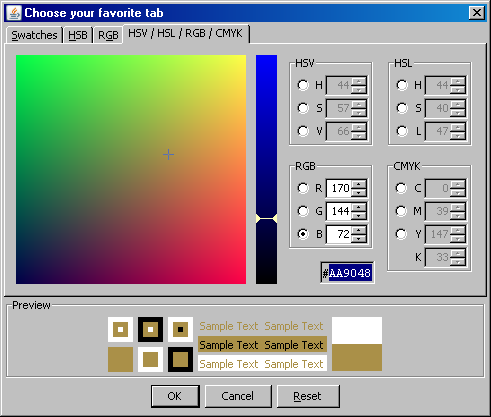 Choose your favorite tab
Swatches HSB RGB HSV / HSL / RGB / CMYK
HSV HSL
H 44 H 44
S 57 S 40
V 66 L 47
RGB CMYK
R 170 C 0
G 144 M 39
B 72 Y 147
K 33
#AA9048
Preview
Sample Text Sample Text
Sample Text Sample Text
Sample Text Sample Text
OK Cancel Reset